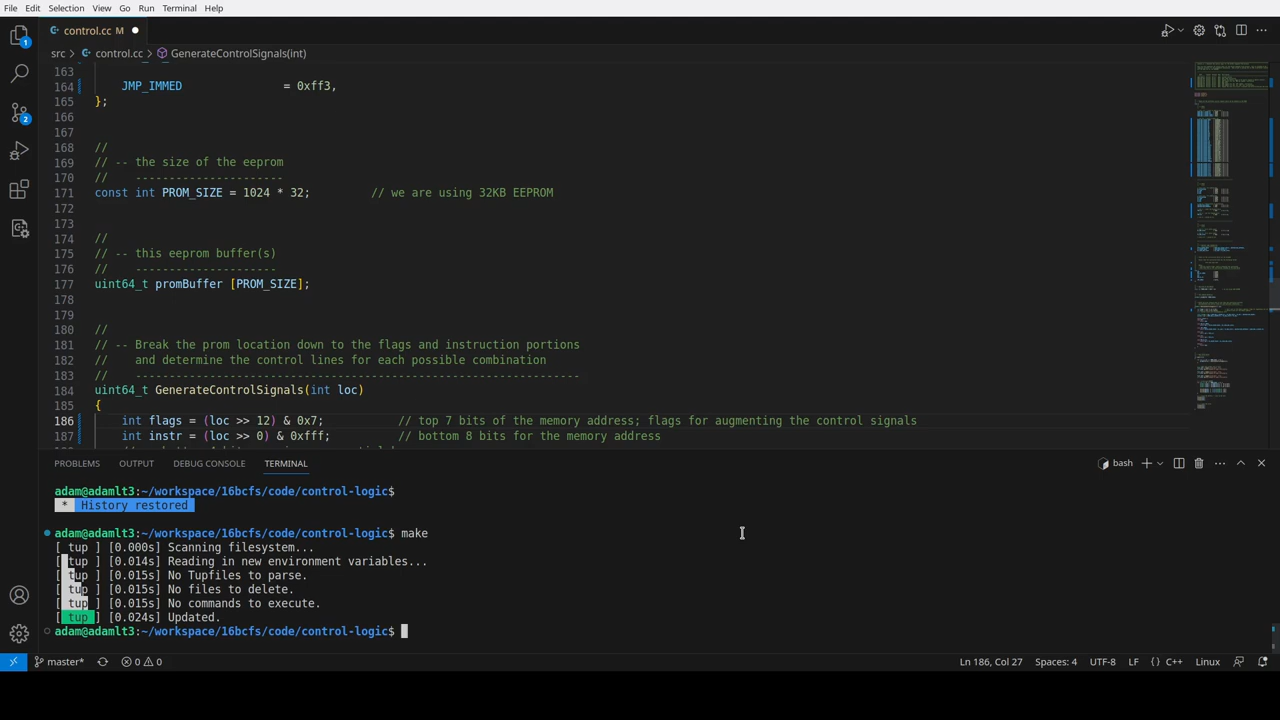 File Edit Selection View Go Run Terminal Help
control.cc M
src > control.cc > GenerateControlSignals(int)
163
164 JMP_IMMED = 0xff3,
165 };
166
167
168 //
169 // -- the size of the eeprom
170 // ----------------------
171 const int PROM_SIZE = 1024 * 32; // we are using 32KB EEPROM
172
173
174 //
175 // -- this eeprom buffer(s)
176 // ---------------------
177 uint64_t promBuffer [PROM_SIZE];
178
179
180 //
181 // -- Break the prom location down to the flags and instruction portions
182 // and determine the control lines for each possible combination
183 // ------------------------------------------------------------------
184 uint64_t GenerateControlSignals(int loc)
185 {
186 int flags = (loc >> 12) & 0x7; // top 7 bits of the memory address; flags for augmenting the control signals
187 int instr = (loc >> 0) & 0xfff; // bottom 8 bits for the memory address
PROBLEMS OUTPUT DEBUG CONSOLE TERMINAL
bash
adam@adamlt3:~/workspace/16bcfs/code/control-logic$
* History restored
adam@adamlt3:~/workspace/16bcfs/code/control-logic$ make
[ tup ] [0.000s] Scanning filesystem...
[ tup ] [0.014s] Reading in new environment variables...
[ tup ] [0.015s] No Tupfiles to parse.
[ tup ] [0.015s] No files to delete.
[ tup ] [0.015s] No commands to execute.
[ tup ] [0.024s] Updated.
adam@adamlt3:~/workspace/16bcfs/code/control-logic$
master* 0 0 Ln 186, Col 27 Spaces: 4 UTF-8 LF {} C++ Linux